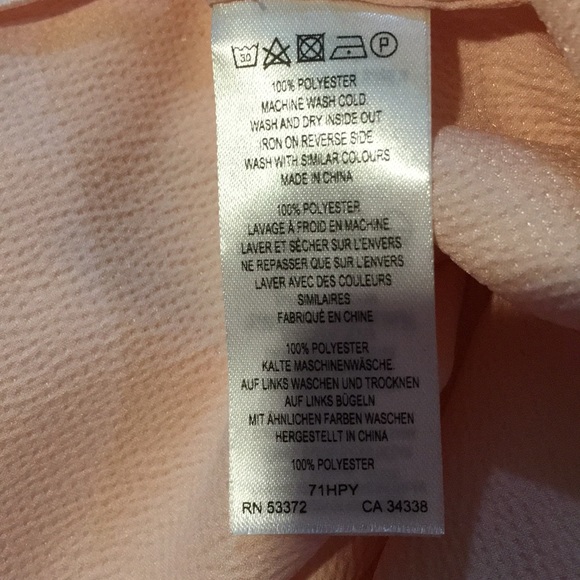 30 P
100% POLYESTER
MACHINE WASH COLD.
WASH AND DRY INSIDE OUT
IRON ON REVERSE SIDE
WASH WITH SIMILAR COLOURS
MADE IN CHINA
100% POLYESTER
LAVAGE À FROID EN MACHINE
LAVER ET SÉCHER SUR L'ENVERS
NE REPASSER QUE SUR L'ENVERS
LAVER AVEC DES COULEURS
SIMILAIRES
FABRIQUÉ EN CHINE
100% POLYESTER
KALTE MASCHINENWÄSCHE.
AUF LINKS WASCHEN UND TROCKNEN
AUF LINKS BÜGELN
MIT ÄHNLICHEN FARBEN WASCHEN
HERGESTELLT IN CHINA
100% POLYESTER
71HPY
RN 53372 CA 34338